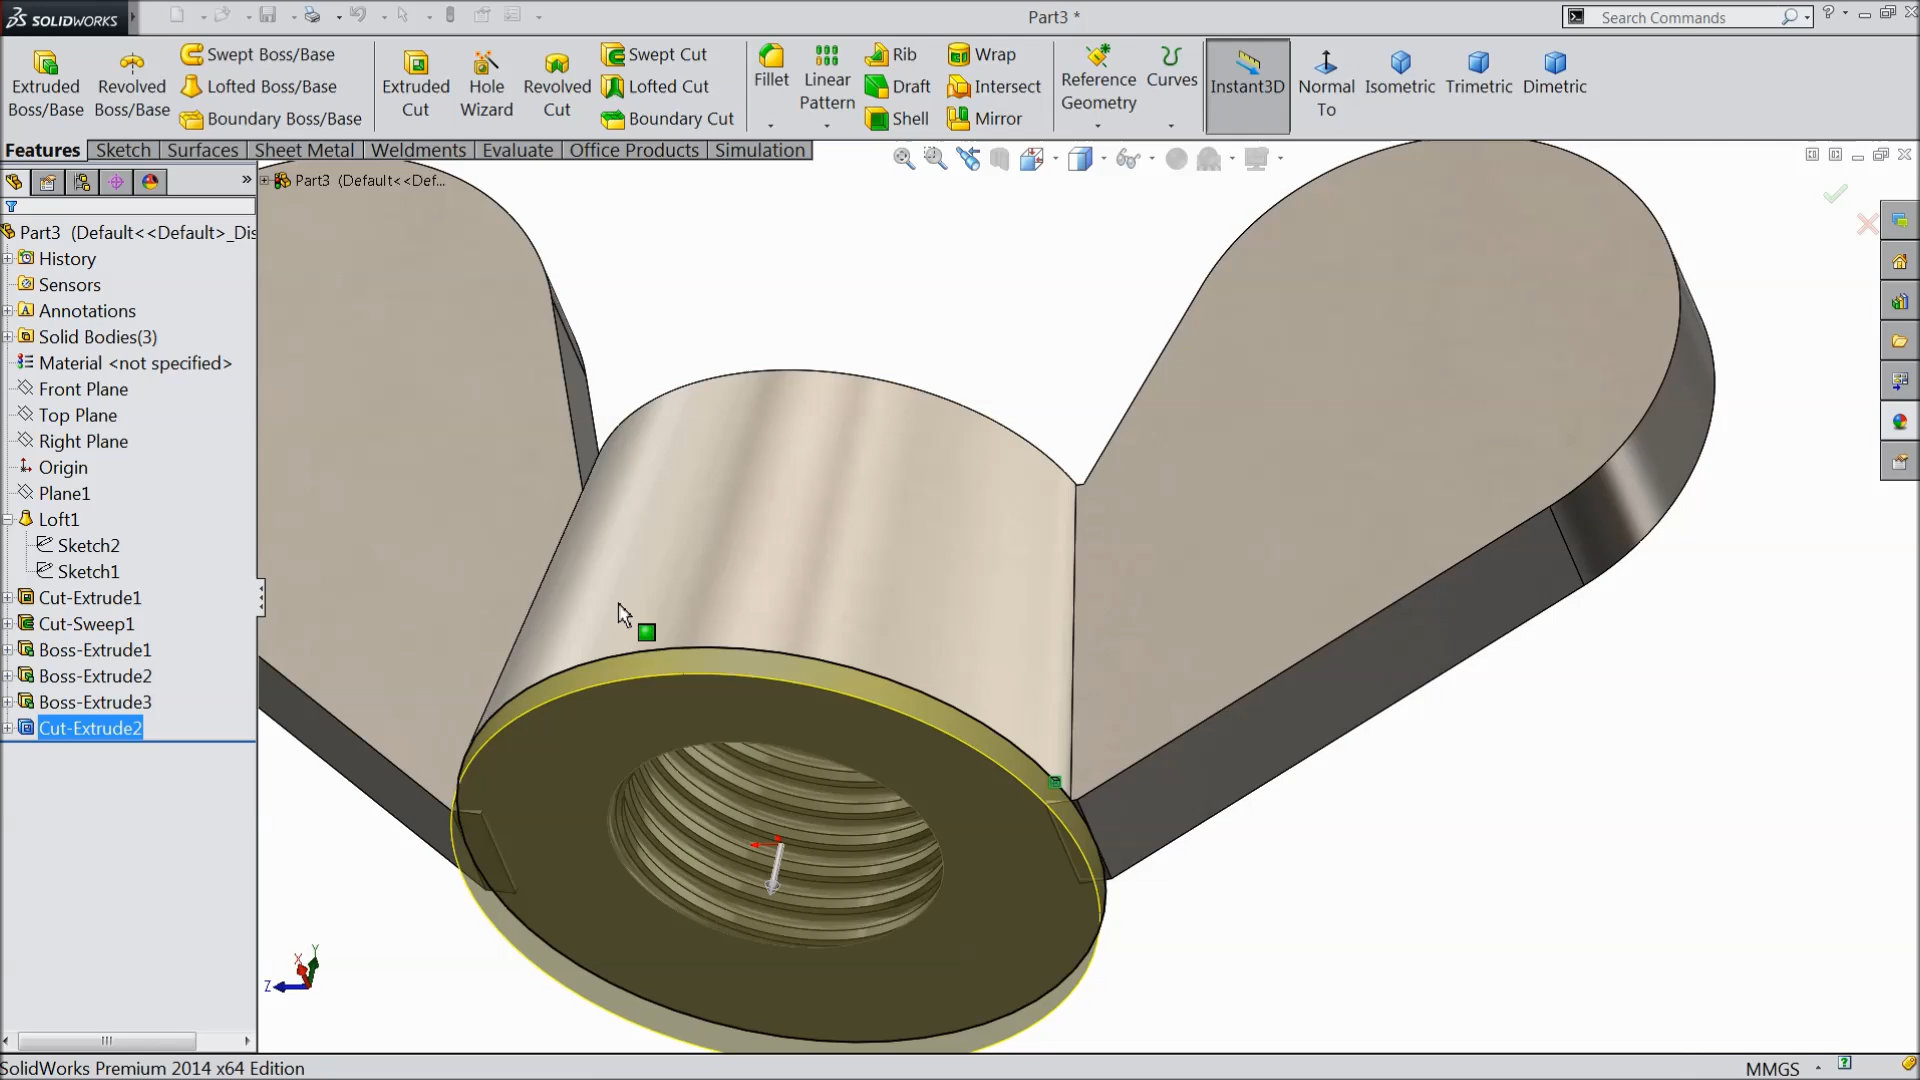 SOLIDWORKS
Part3 *
Search Commands
Extruded Boss/Base
Revolved Boss/Base
Swept Boss/Base
Lofted Boss/Base
Boundary Boss/Base
Extruded Cut
Hole Wizard
Revolved Cut
Swept Cut
Lofted Cut
Boundary Cut
Fillet
Linear Pattern
Rib
Draft
Shell
Wrap
Intersect
Mirror
Reference Geometry
Curves
Instant3D
Normal To
Isometric
Trimetric
Dimetric
Features
Sketch
Surfaces
Sheet Metal
Weldments
Evaluate
Office Products
Simulation
Part3 (Default<<Def...
Part3 (Default<<Default>_Dis
History
Sensors
Annotations
Solid Bodies(3)
Material <not specified>
Front Plane
Top Plane
Right Plane
Origin
Plane1
Loft1
Sketch2
Sketch1
Cut-Extrude1
Cut-Sweep1
Boss-Extrude1
Boss-Extrude2
Boss-Extrude3
Cut-Extrude2
Y
X
Z
SolidWorks Premium 2014 x64 Edition
MMGS